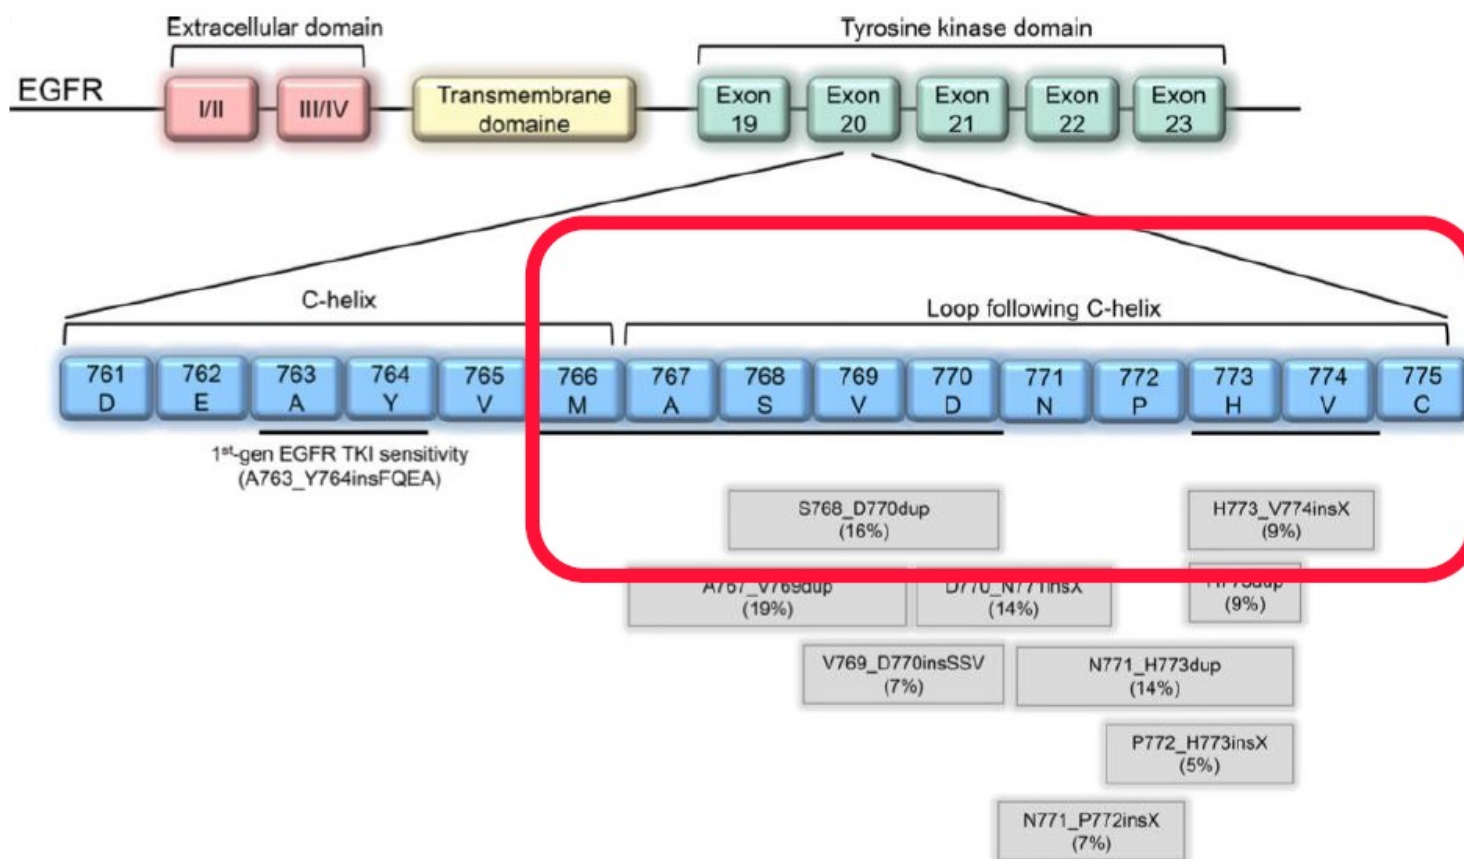 Extracellular domain
Tyrosine kinase domain
EGFR
I/II
III/IV
Transmembrane
domaine
Exon
19
Exon
20
Exon
21
Exon
22
Exon
23
C-helix
Loop following C-helix
761
D
762
E
763
A
764
Y
765
V
766
M
767
A
768
S
769
V
770
D
771
N
772
P
773
H
774
V
775
C
1st-gen EGFR TKI sensitivity
(A763_Y764insFQEA)
S768_D770dup
(16%)
H773_V774insX
(9%)
A767_V769dup
(19%)
D770_N771insX
(14%)
H773dup
(9%)
V769_D770insSSV
(7%)
N771_H773dup
(14%)
P772_H773insX
(5%)
N771_P772insX
(7%)